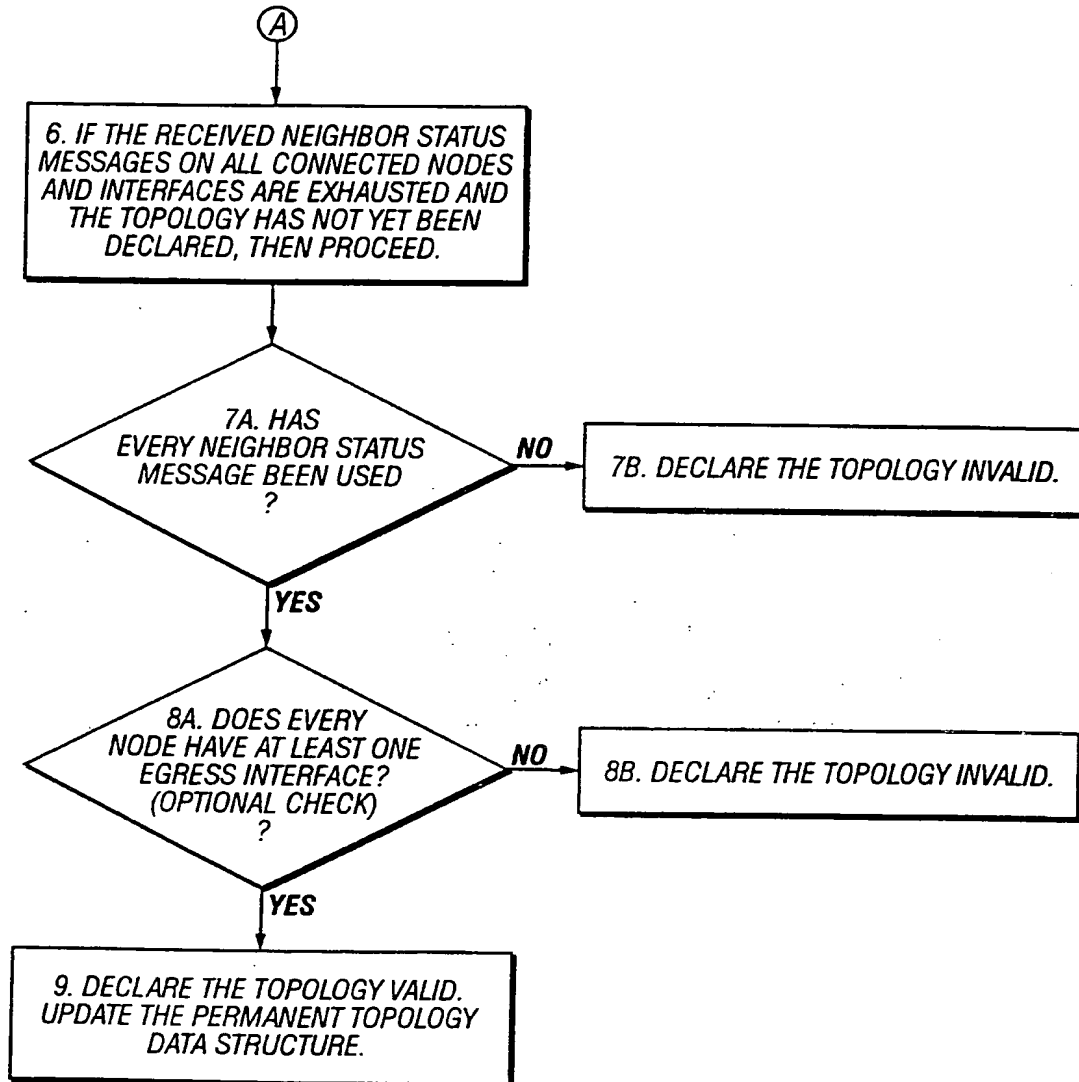 A
6. IF THE RECEIVED NEIGHBOR STATUS
MESSAGES ON ALL CONNECTED NODES
AND INTERFACES ARE EXHAUSTED AND
THE TOPOLOGY HAS NOT YET BEEN
DECLARED, THEN PROCEED.
7A. HAS
EVERY NEIGHBOR STATUS
MESSAGE BEEN USED
?
NO
7B. DECLARE THE TOPOLOGY INVALID.
YES
8A. DOES EVERY
NODE HAVE AT LEAST ONE
EGRESS INTERFACE?
(OPTIONAL CHECK)
?
NO
8B. DECLARE THE TOPOLOGY INVALID.
YES
9. DECLARE THE TOPOLOGY VALID.
UPDATE THE PERMANENT TOPOLOGY
DATA STRUCTURE.